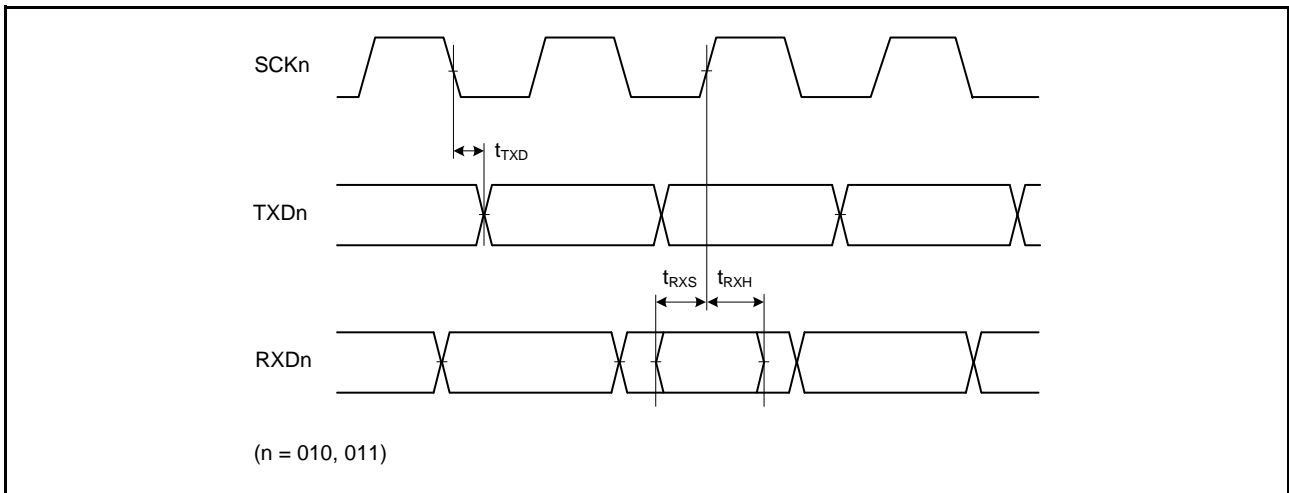 SCKn
tTXD
TXDn
tRXS tRXH
RXDn
(n = 010, 011)